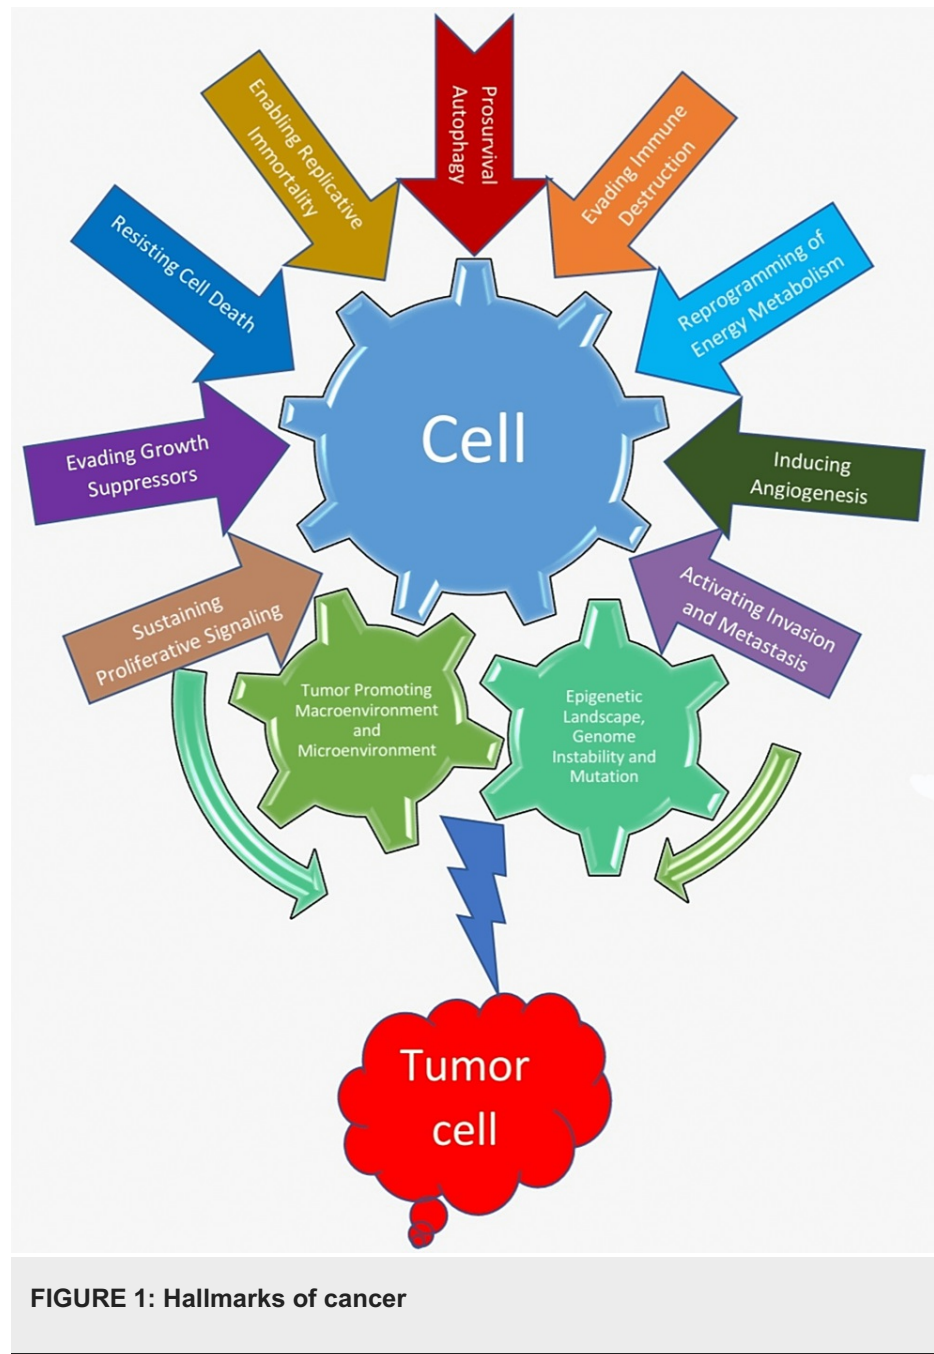 Prosurvival
Autophagy
Enabling Replicative
Immortality
Evading Immune
Destruction
Resisting Cell Death
Reprogramming of
Energy Metabolism
Cell
Evading Growth
Suppressors
Inducing
Angiogenesis
Sustaining
Proliferative Signaling
Activating Invasion
and Metastasis
Tumor Promoting
Macroenvironment
and
Microenvironment
Epigenetic
Landscape,
Genome
Instability and
Mutation
Tumor
cell
FIGURE 1: Hallmarks of cancer